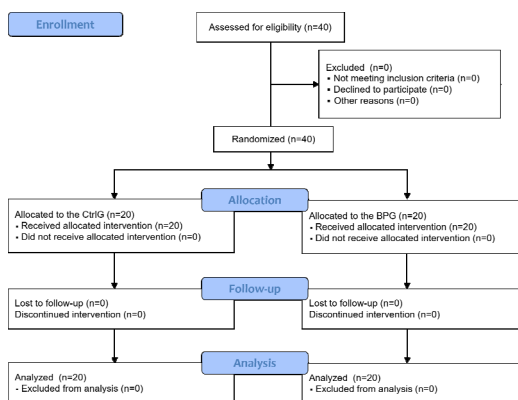 Enrollment
Assessed for eligibility (n=40)
Excluded (n=0)
• Not meeting inclusion criteria (n=0)
• Declined to participate (n=0)
• Other reasons (n=0)
Randomized (n=40)
Allocation
Allocated to the CtrlG (n=20)
• Received allocated intervention (n=20)
• Did not receive allocated intervention (n=0)
Allocated to the BPG (n=20)
• Received allocated intervention (n=20)
• Did not receive allocated intervention (n=0)
Follow-up
Lost to follow-up (n=0)
Discontinued intervention (n=0)
Lost to follow-up (n=0)
Discontinued intervention (n=0)
Analysis
Analyzed (n=20)
• Excluded from analysis (n=0)
Analyzed (n=20)
• Excluded from analysis (n=0)